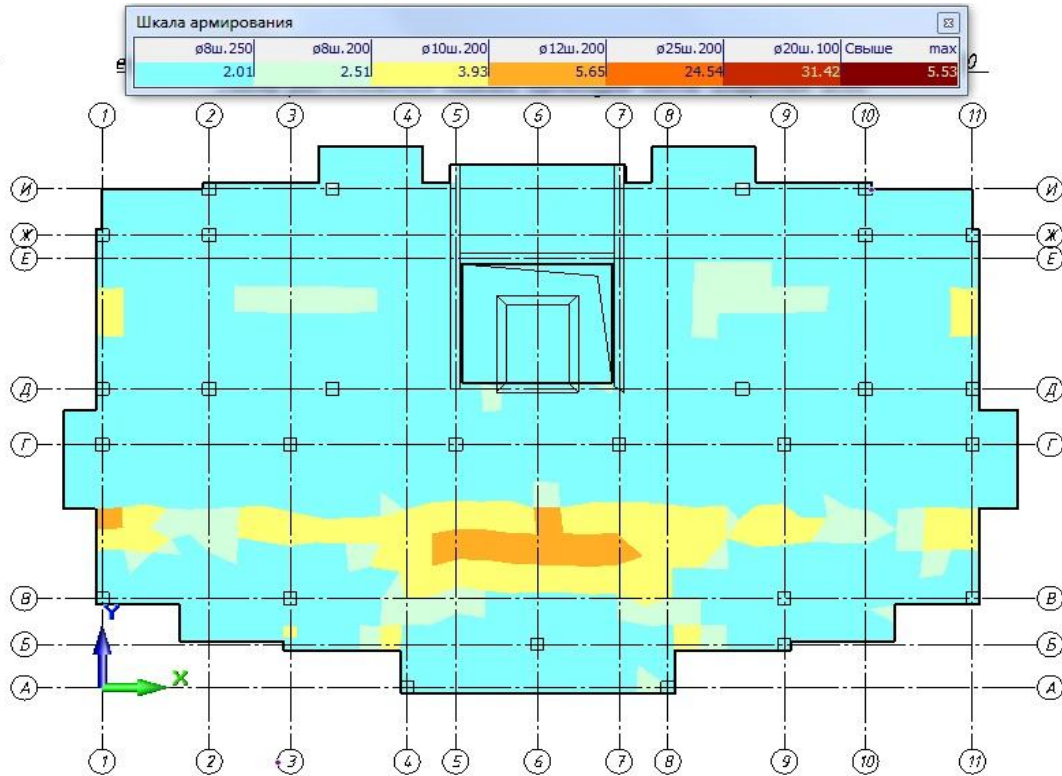 Шкала армирования
ø8ш.250 ø8ш.200 ø10ш.200 ø12ш.200 ø25ш.200 ø20ш.100 Свыше max
2.01 2.51 3.93 5.65 24.54 31.42 5.53
1 2 3 4 5 6 7 8 9 10 11
И И
Ж Ж
Е Е
Д Д
Г Г
В В
Y
Б Б
X
А А
1 2 3 4 5 6 7 8 9 10 11